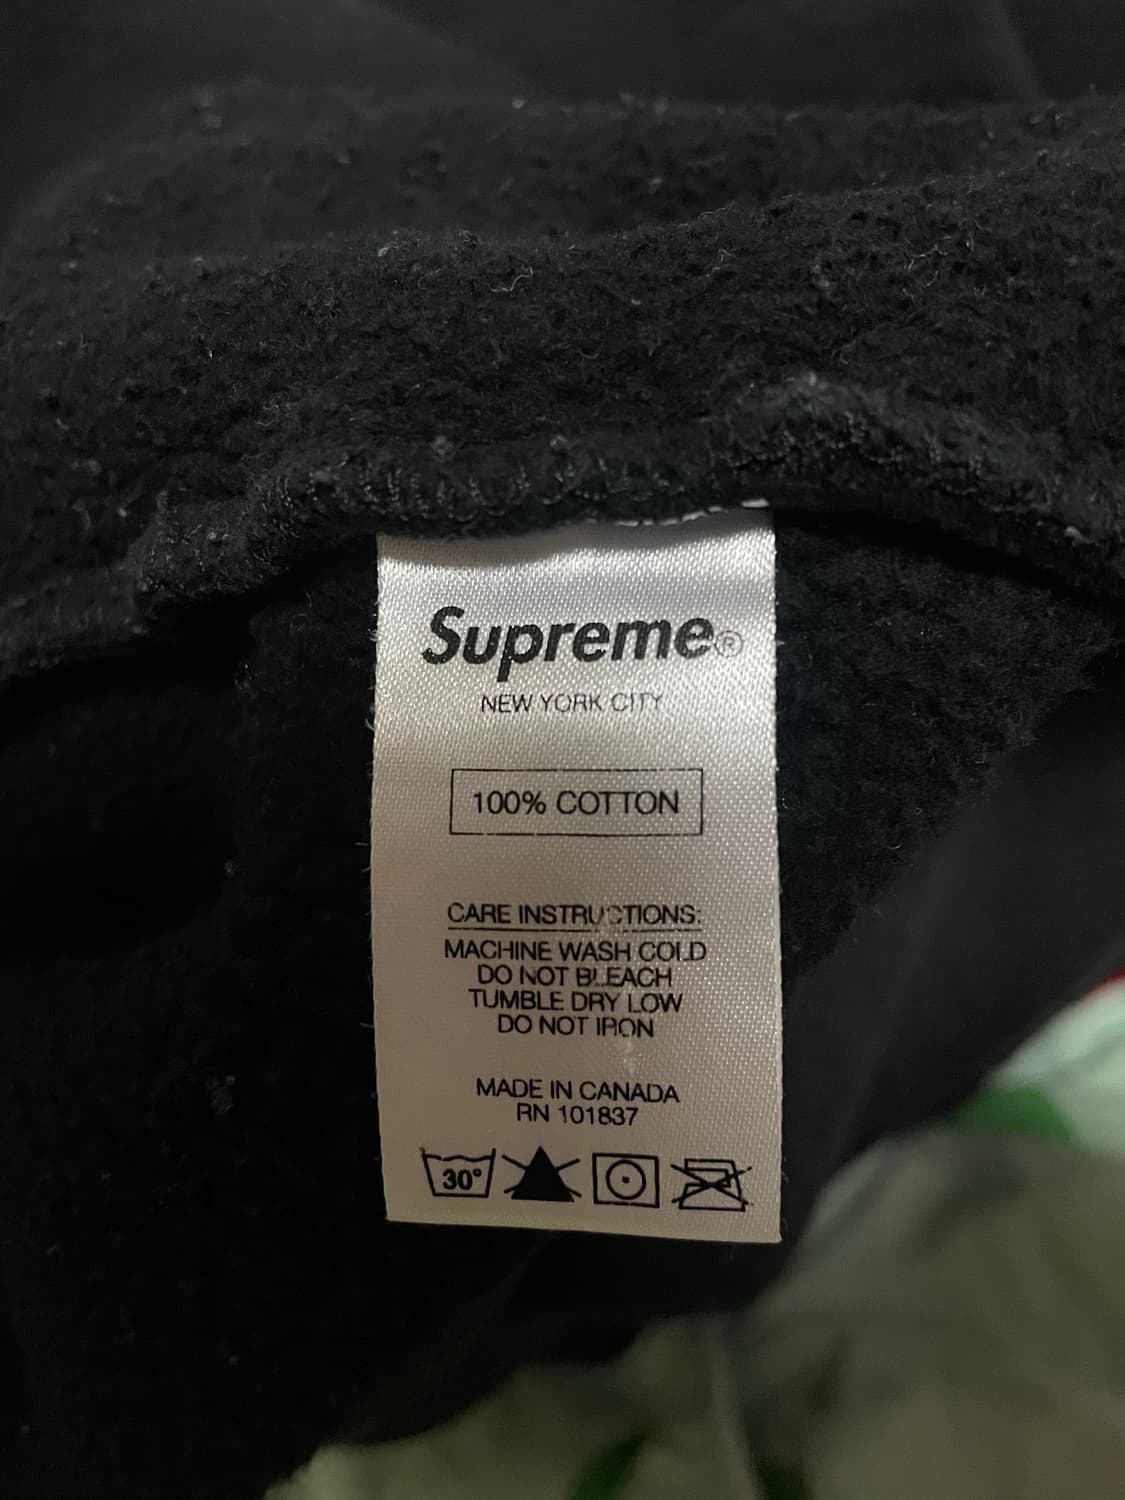 Supreme®
NEW YORK CITY
100% COTTON
CARE INSTRUCTIONS:
MACHINE WASH COLD
DO NOT BLEACH
TUMBLE DRY LOW
DO NOT IRON
MADE IN CANADA
RN 101837
30°